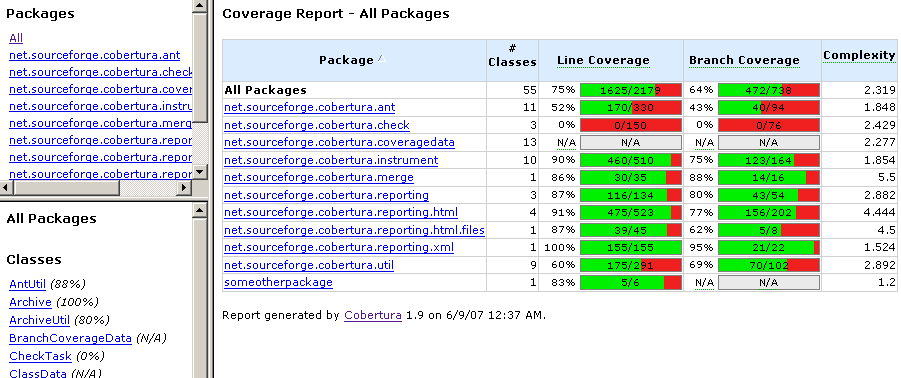 Packages
All
net.sourceforge.cobertura.ant
net.sourceforge.cobertura.check
net.sourceforge.cobertura.cover
net.sourceforge.cobertura.instru
net.sourceforge.cobertura.merg
net.sourceforge.cobertura.repor
net.sourceforge.cobertura.repor
net.sourceforge.cobertura.repor
All Packages
Classes
AntUtil (88%)
Archive (100%)
ArchiveUtil (80%)
BranchCoverageData (N/A)
CheckTask (0%)
ClassData (N/A)
Coverage Report - All Packages
Package # Classes Line Coverage Branch Coverage Complexity
All Packages 55 75% 1625/2179 64% 472/738 2.319
net.sourceforge.cobertura.ant 11 52% 170/330 43% 40/94 1.848
net.sourceforge.cobertura.check 3 0% 0/150 0% 0/76 2.429
net.sourceforge.cobertura.coveragedata 13 N/A N/A N/A N/A 2.277
net.sourceforge.cobertura.instrument 10 90% 460/510 75% 123/164 1.854
net.sourceforge.cobertura.merge 1 86% 30/35 88% 14/16 5.5
net.sourceforge.cobertura.reporting 3 87% 116/134 80% 43/54 2.882
net.sourceforge.cobertura.reporting.html 4 91% 475/523 77% 156/202 4.444
net.sourceforge.cobertura.reporting.html.files 1 87% 39/45 62% 5/8 4.5
net.sourceforge.cobertura.reporting.xml 1 100% 155/155 95% 21/22 1.524
net.sourceforge.cobertura.util 9 60% 175/291 69% 70/102 2.892
someotherpackage 1 83% 5/6 N/A N/A 1.2
Report generated by Cobertura 1.9 on 6/9/07 12:37 AM.